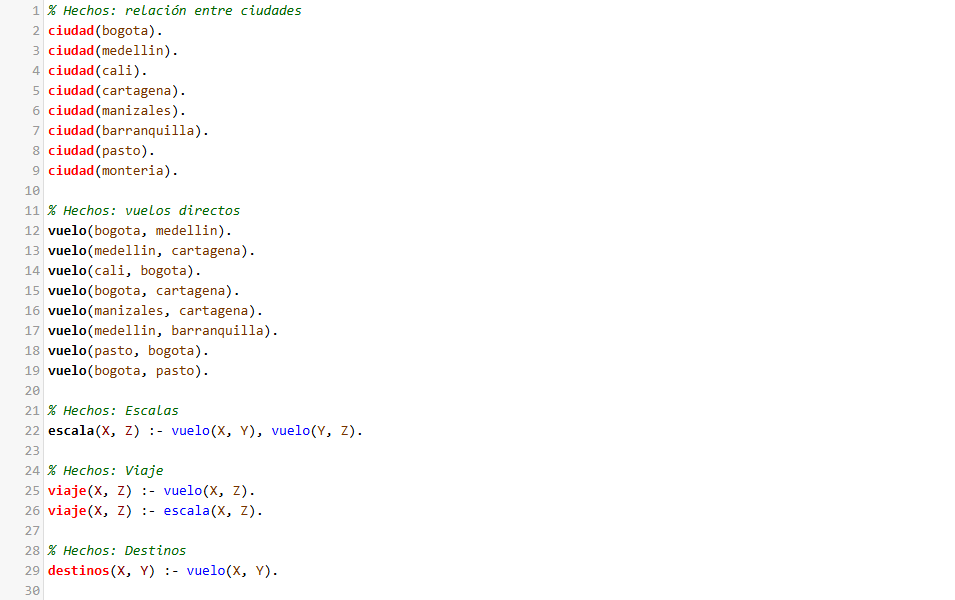 1 % Hechos: relación entre ciudades
2 ciudad(bogota).
3 ciudad(medellin).
4 ciudad(cali).
5 ciudad(cartagena).
6 ciudad(manizales).
7 ciudad(barranquilla).
8 ciudad(pasto).
9 ciudad(monteria).
10
11 % Hechos: vuelos directos
12 vuelo(bogota, medellin).
13 vuelo(medellin, cartagena).
14 vuelo(cali, bogota).
15 vuelo(bogota, cartagena).
16 vuelo(manizales, cartagena).
17 vuelo(medellin, barranquilla).
18 vuelo(pasto, bogota).
19 vuelo(bogota, pasto).
20
21 % Hechos: Escalas
22 escala(X, Z) :- vuelo(X, Y), vuelo(Y, Z).
23
24 % Hechos: Viaje
25 viaje(X, Z) :- vuelo(X, Z).
26 viaje(X, Z) :- escala(X, Z).
27
28 % Hechos: Destinos
29 destinos(X, Y) :- vuelo(X, Y).
30